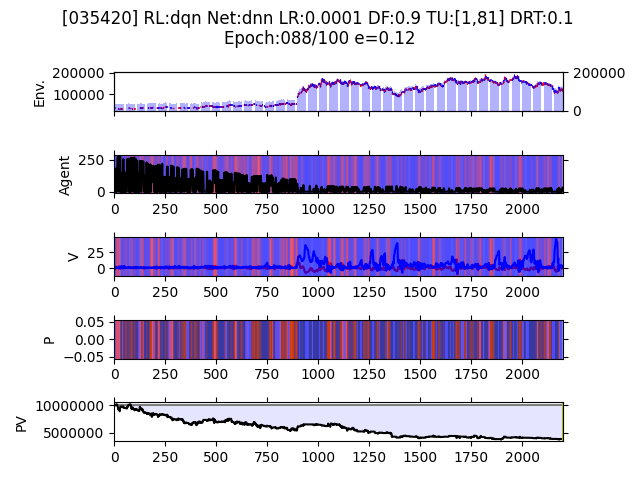 [035420] RL:dqn Net:dnn LR:0.0001 DF:0.9 TU:[1,81] DRT:0.1
Epoch:088/100 e=0.12
200000 200000
Env. 100000 0
Agent 250
0
0 250 500 750 1000 1250 1500 1750 2000
V 25
0
0 250 500 750 1000 1250 1500 1750 2000
P 0.05
0.00
−0.05
0 250 500 750 1000 1250 1500 1750 2000
PV 10000000
5000000
0 250 500 750 1000 1250 1500 1750 2000